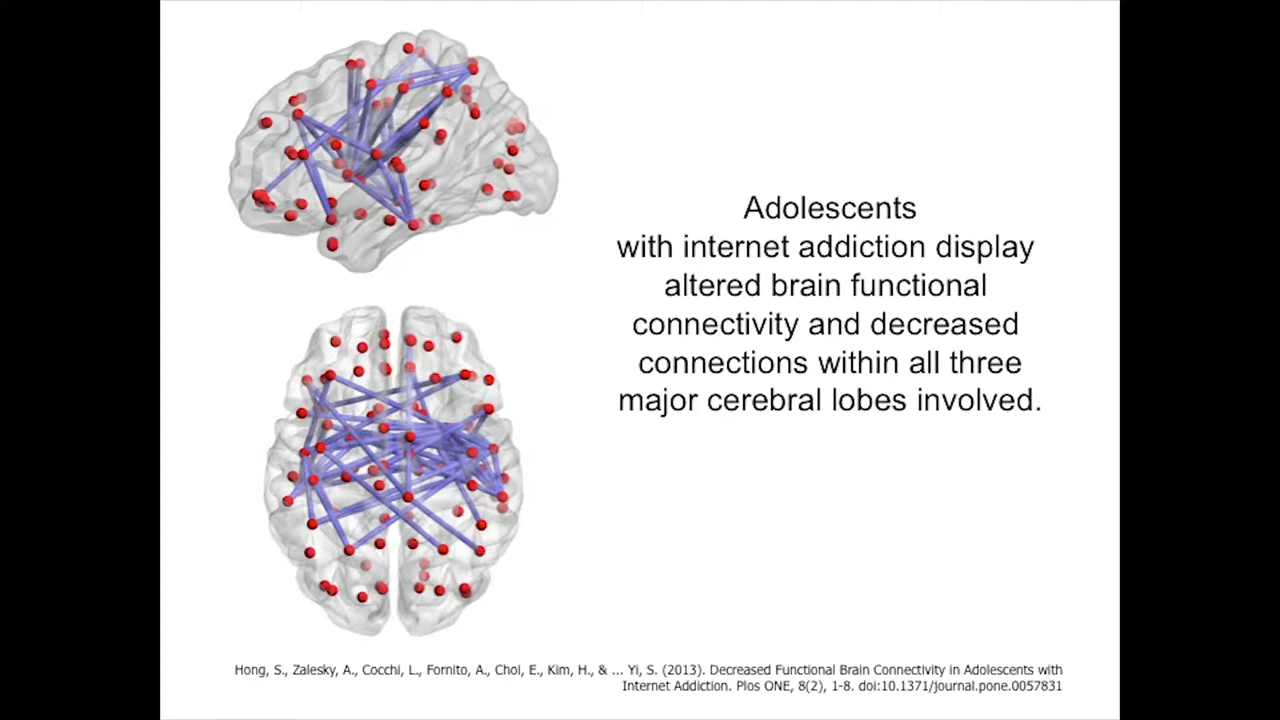 Adolescents
with internet addiction display
altered brain functional
connectivity and decreased
connections within all three
major cerebral lobes involved.
Hong, S., Zalesky, A., Cocchi, L., Fornito, A., Choi, E., Kim, H., & ... Yi, S. (2013). Decreased Functional Brain Connectivity in Adolescents with
Internet Addiction. Plos ONE, 8(2), 1-8. doi:10.1371/journal.pone.0057831